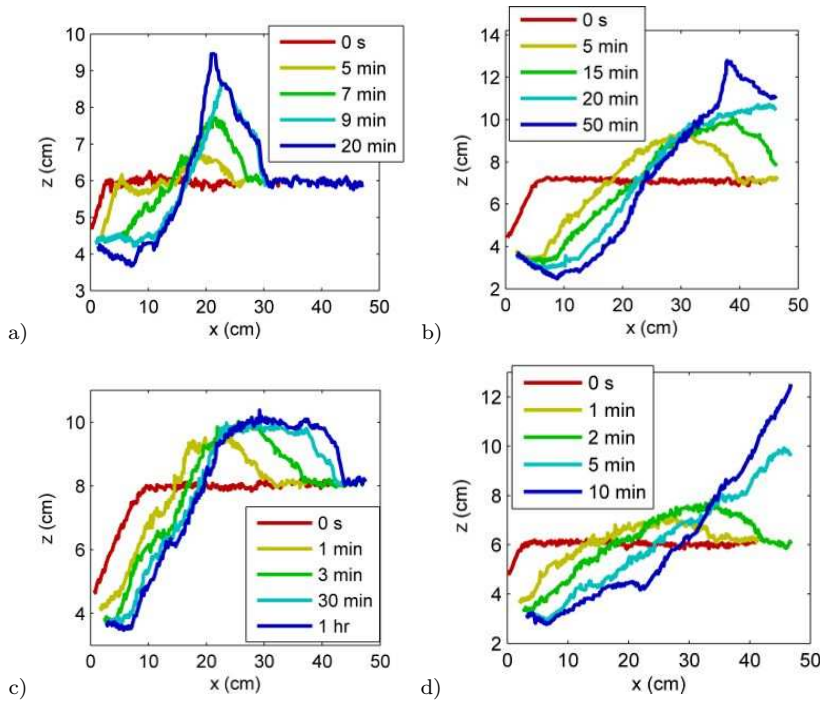 10
9
8
7
6
5
4
3
z (cm)
0 10 20 30 40 50
x (cm)
0 s
5 min
7 min
9 min
20 min
a)
14
12
10
8
6
4
2
z (cm)
0 10 20 30 40 50
x (cm)
0 s
5 min
15 min
20 min
50 min
b)
10
8
6
4
z (cm)
0 10 20 30 40 50
x (cm)
0 s
1 min
3 min
30 min
1 hr
c)
12
10
8
6
4
2
z (cm)
0 10 20 30 40 50
x (cm)
0 s
1 min
2 min
5 min
10 min
d)